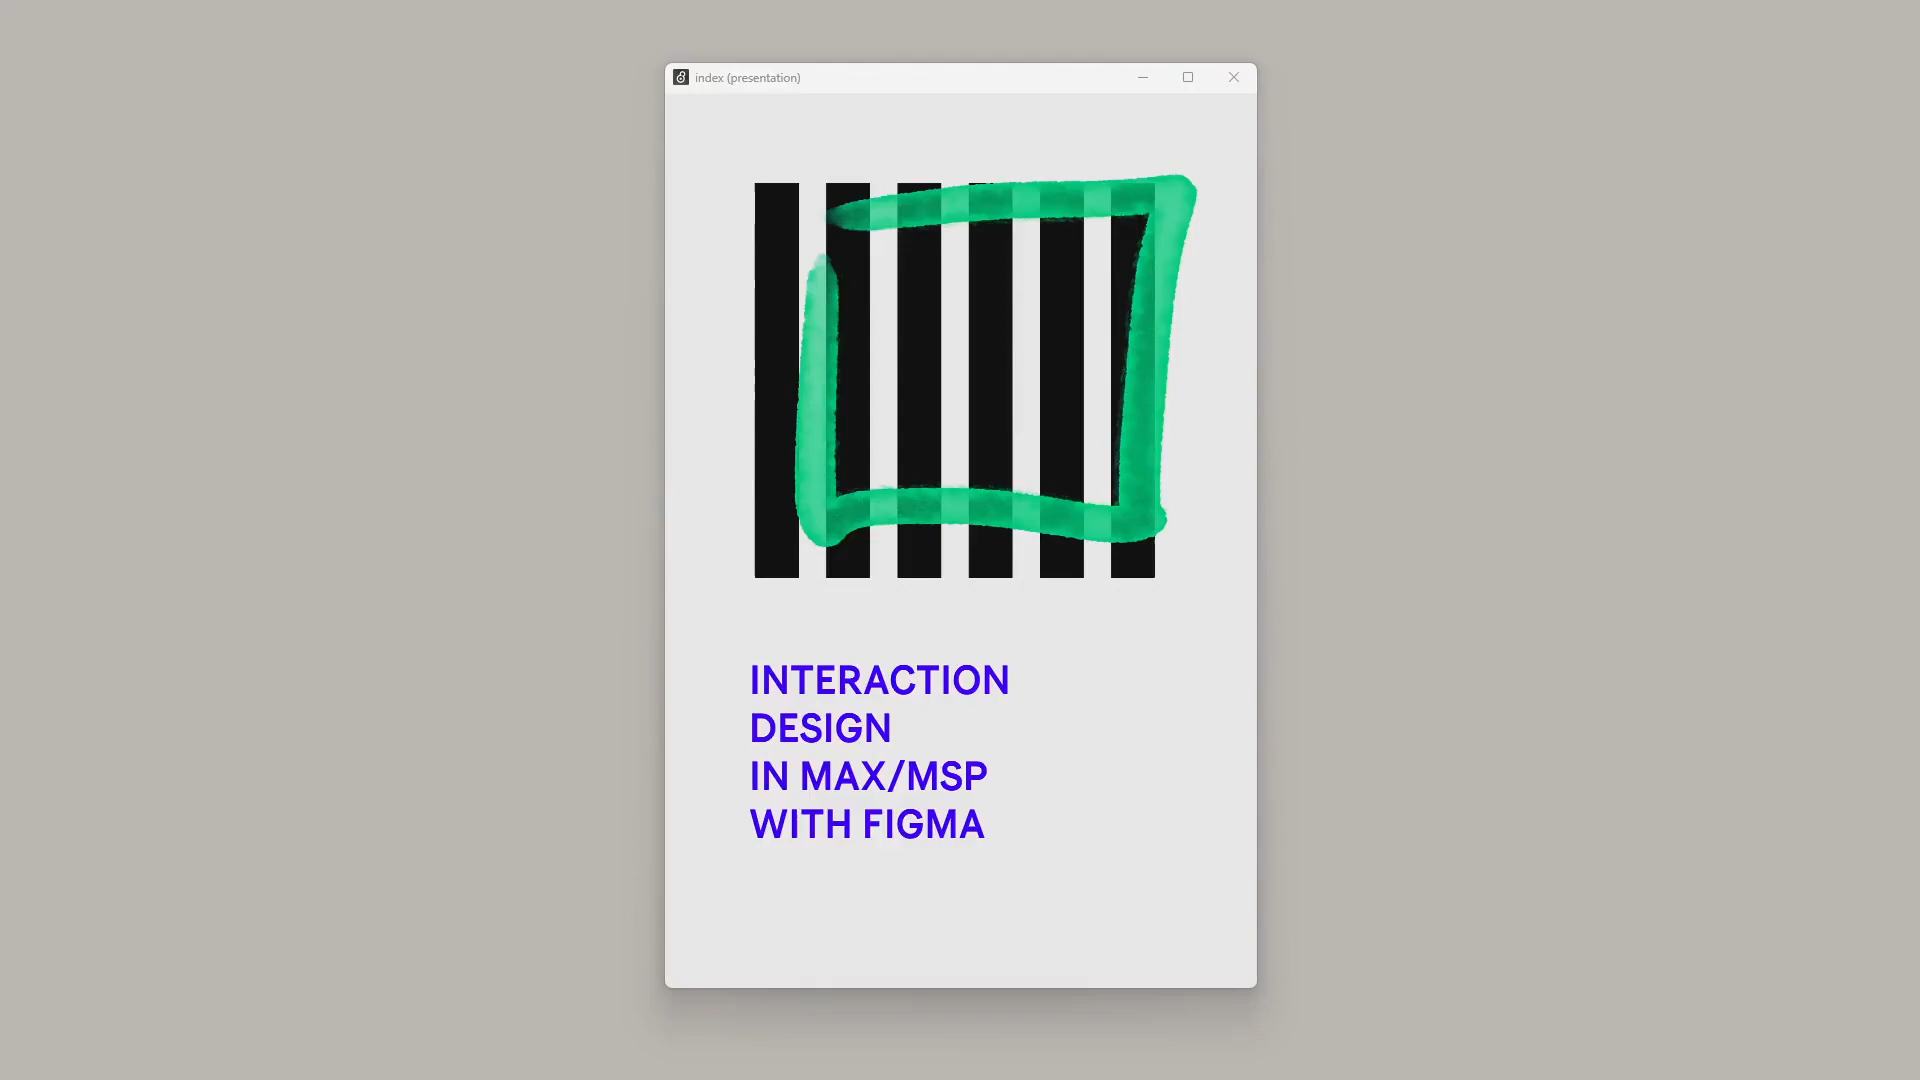 index (presentation)
INTERACTION
DESIGN
IN MAX/MSP
WITH FIGMA